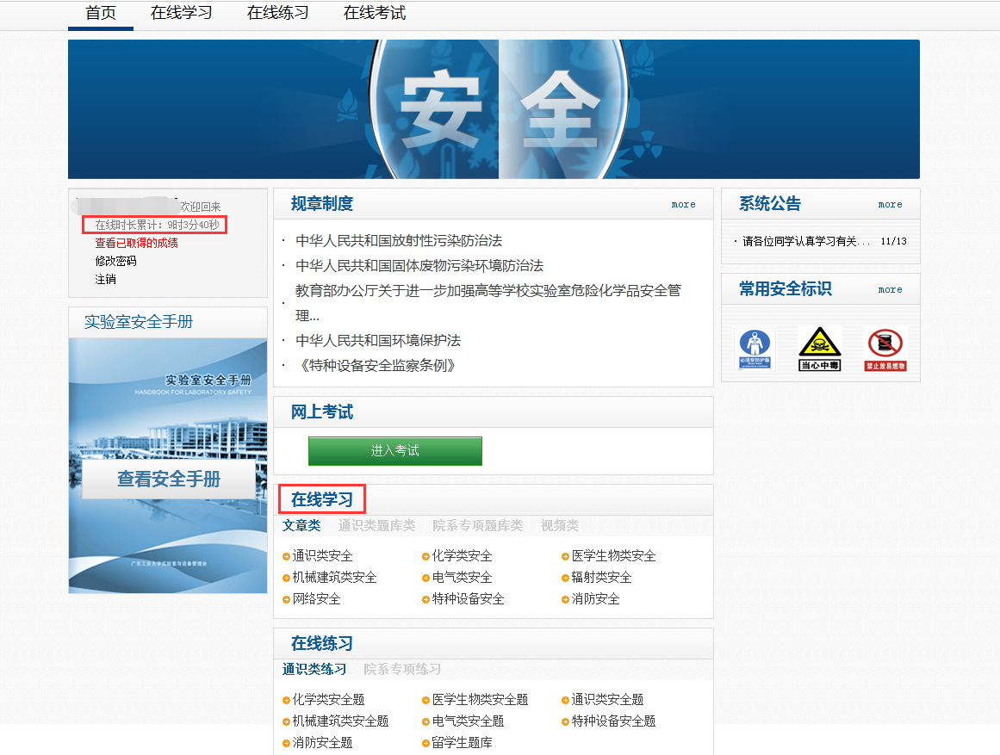 首页 在线学习 在线练习 在线考试
安全
欢迎回来
在线时长累计：9时3分40秒
查看已取得的成绩
修改密码
注销
实验室安全手册
实验室安全手册
HANDBOOK FOR LABORATORY SAFETY
查看安全手册
广东工业大学实验室与设备管理处
规章制度 more
· 中华人民共和国放射性污染防治法
· 中华人民共和国固体废物污染环境防治法
· 教育部办公厅关于进一步加强高等学校实验室危险化学品安全管
理...
· 中华人民共和国环境保护法
· 《特种设备安全监察条例》
网上考试
进入考试
在线学习
文章类 通识类题库类 院系专项题库类 视频类
通识类安全 化学类安全 医学生物类安全
机械建筑类安全 电气类安全 辐射类安全
网络安全 特种设备安全 消防安全
在线练习
通识类练习 院系专项练习
化学类安全题 医学生物类安全题 通识类安全题
机械建筑类安全题 电气类安全题 特种设备安全题
消防安全题 留学生题库
系统公告 more
· 请各位同学认真学习有关... 11/13
常用安全标识 more
必须穿防护服
当心中毒
禁止放易燃物